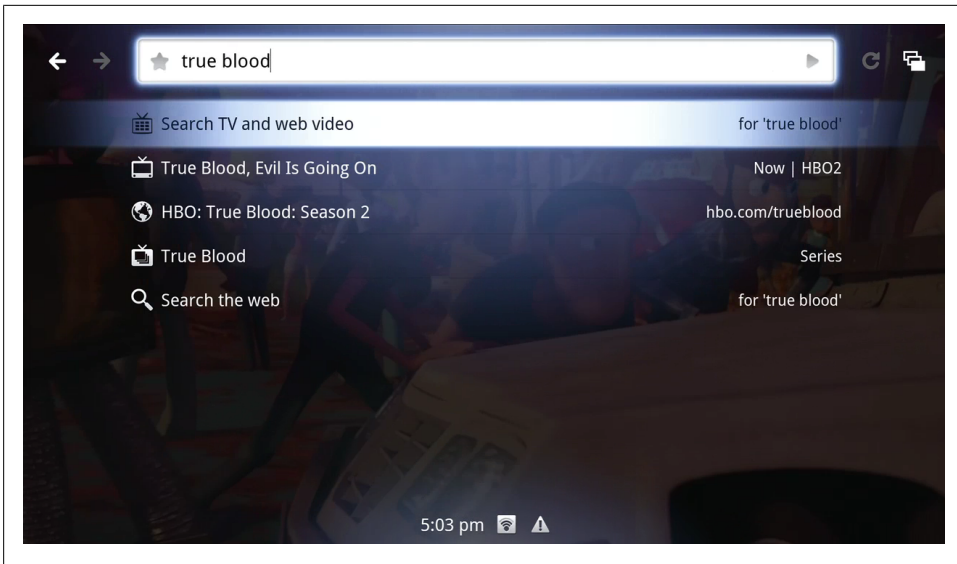 true blood
Search TV and web video for 'true blood'
True Blood, Evil Is Going On Now | HBO2
HBO: True Blood: Season 2 hbo.com/trueblood
True Blood Series
Search the web for 'true blood'
5:03 pm